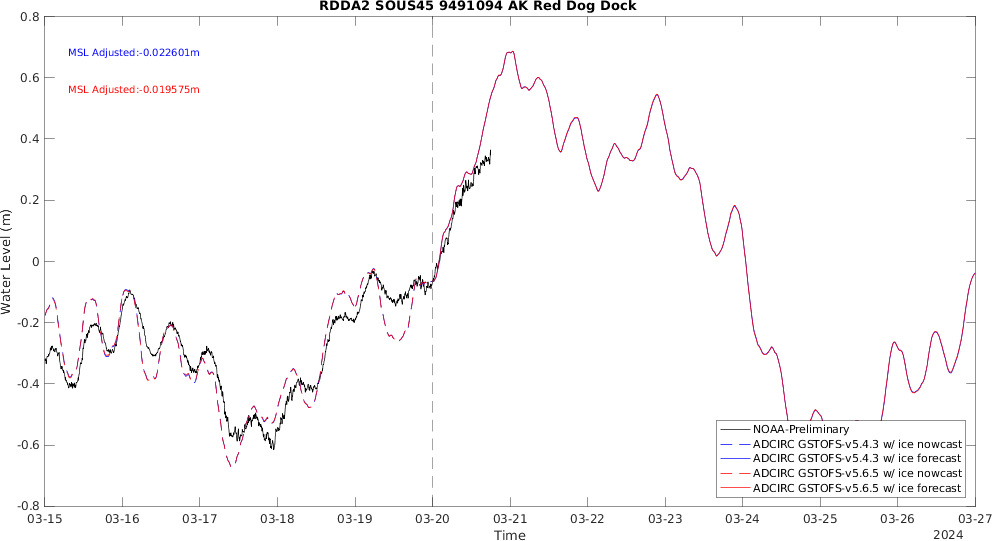 RDDA2 SOUS45 9491094 AK Red Dog Dock
MSL Adjusted:-0.022601m
MSL Adjusted:-0.019575m
Water Level (m)
0.8
0.6
0.4
0.2
0
-0.2
-0.4
-0.6
-0.8
NOAA-Preliminary
ADCIRC GSTOFS-v5.4.3 w/ ice nowcast
ADCIRC GSTOFS-v5.4.3 w/ ice forecast
ADCIRC GSTOFS-v5.6.5 w/ ice nowcast
ADCIRC GSTOFS-v5.6.5 w/ ice forecast
03-15 03-16 03-17 03-18 03-19 03-20 03-21 03-22 03-23 03-24 03-25 03-26 03-27
Time
2024